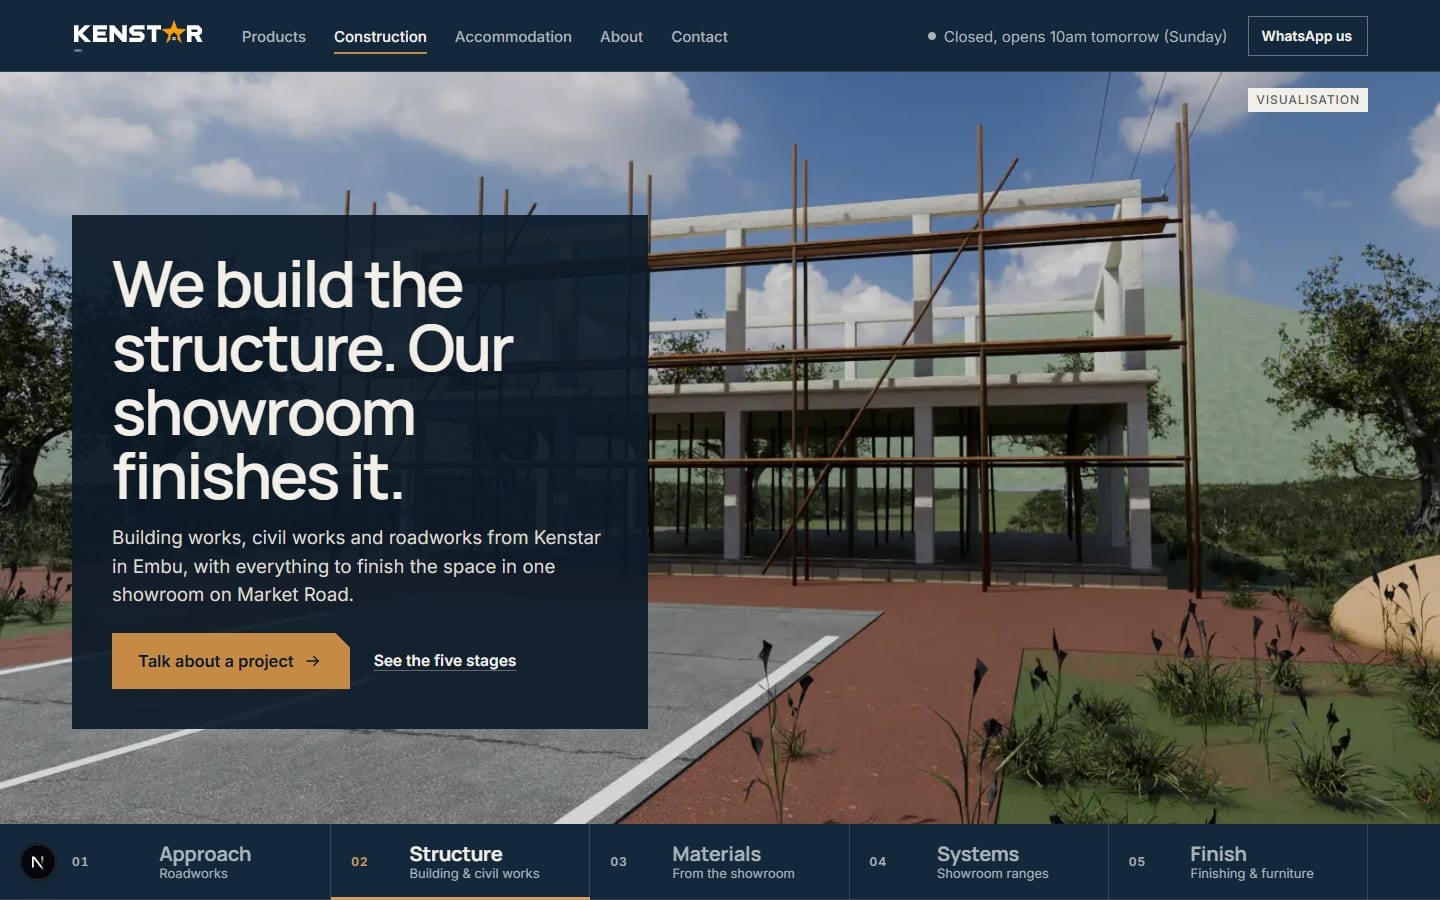 KENSTAR
Products
Construction
Accommodation
About
Contact
Closed, opens 10am tomorrow (Sunday)
WhatsApp us
VISUALISATION
We build the
structure. Our
showroom
finishes it.
Building works, civil works and roadworks from Kenstar
in Embu, with everything to finish the space in one
showroom on Market Road.
Talk about a project →
See the five stages
N
01
Approach
Roadworks
02
Structure
Building & civil works
03
Materials
From the showroom
04
Systems
Showroom ranges
05
Finish
Finishing & furniture